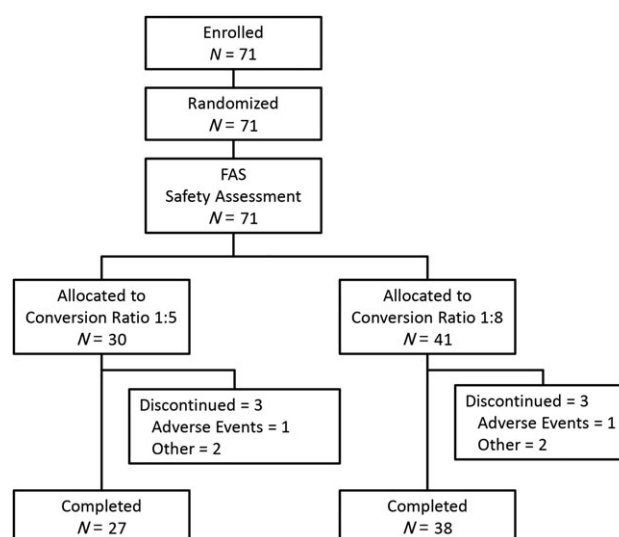 Enrolled
N = 71
Randomized
N = 71
FAS
Safety Assessment
N = 71
Allocated to
Conversion Ratio 1:5
N = 30
Allocated to
Conversion Ratio 1:8
N = 41
Discontinued = 3
Adverse Events = 1
Other = 2
Discontinued = 3
Adverse Events = 1
Other = 2
Completed
N = 27
Completed
N = 38